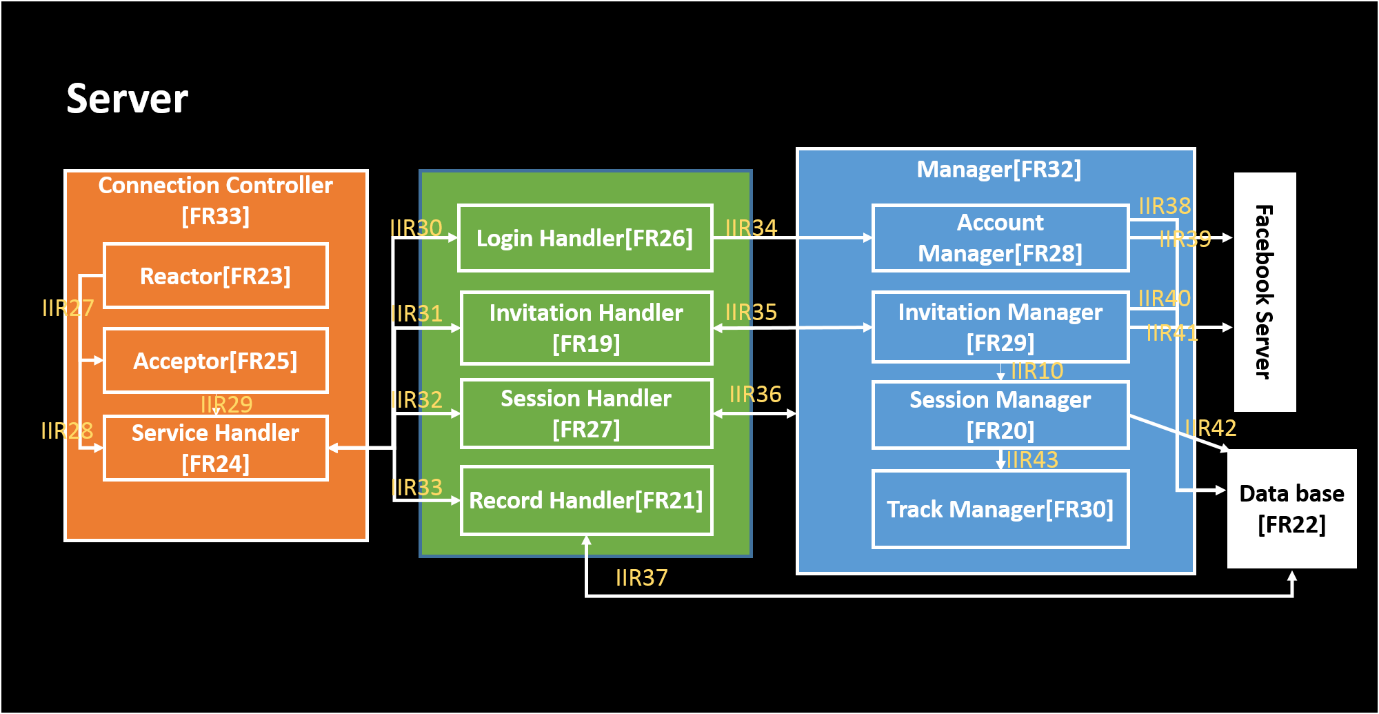 Server
Connection Controller
[FR33]
Reactor[FR23]
IIR27
Acceptor[FR25]
IIR29
IIR28
Service Handler
[FR24]
IIR30
Login Handler[FR26]
IIR31
Invitation Handler
[FR19]
IIR32
Session Handler
[FR27]
IIR33
Record Handler[FR21]
IIR34
IIR35
IIR36
IIR37
Manager[FR32]
Account
Manager[FR28]
Invitation Manager
[FR29]
IIR10
Session Manager
[FR20]
IIR43
Track Manager[FR30]
IIR38
IIR39
IIR40
IIR41
IIR42
Facebook Server
Data base
[FR22]